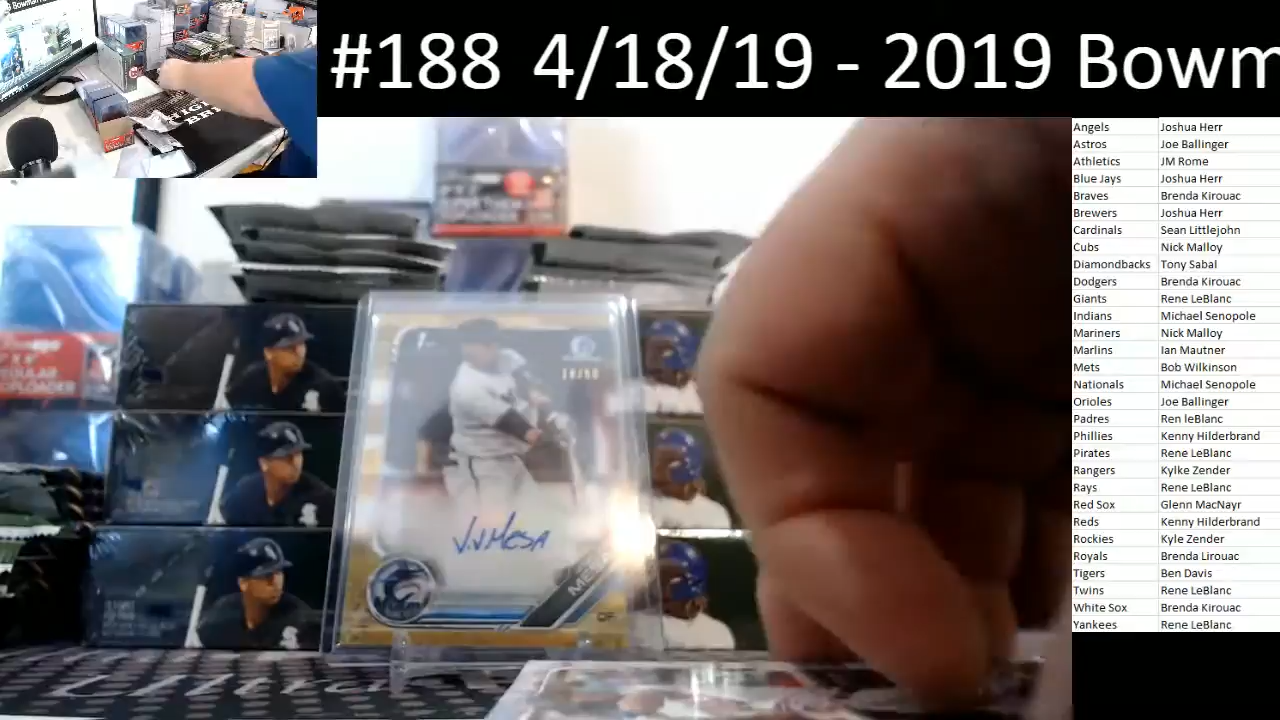 #188 4/18/19 - 2019 Bowm
Angels Joshua Herr
Astros Joe Ballinger
Athletics JM Rome
Blue Jays Joshua Herr
Braves Brenda Kirouac
Brewers Joshua Herr
Cardinals Sean Littlejohn
Cubs Nick Malloy
Diamondbacks Tony Sabal
Dodgers Brenda Kirouac
Giants Rene LeBlanc
Indians Michael Senopole
Mariners Nick Malloy
Marlins Ian Mautner
Mets Bob Wilkinson
Nationals Michael Senopole
Orioles Joe Ballinger
Padres Ren leBlanc
Phillies Kenny Hilderbrand
Pirates Rene LeBlanc
Rangers Kylke Zender
Rays Rene LeBlanc
Red Sox Glenn MacNayr
Reds Kenny Hilderbrand
Rockies Kyle Zender
Royals Brenda Lirouac
Tigers Ben Davis
Twins Rene LeBlanc
White Sox Brenda Kirouac
Yankees Rene LeBlanc
J.V Mesa
CF
Ultra